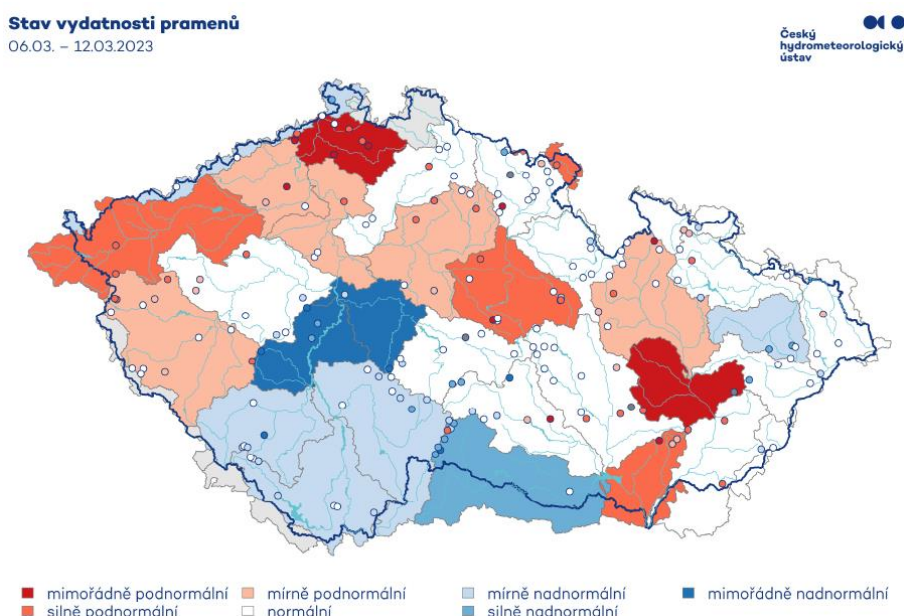 Stav vydatnosti pramenů
06.03. – 12.03.2023
Český
hydrometeorologický
ústav
mimořádně podnormální
silně podnormální
mírně podnormální
normální
mírně nadnormální
silně nadnormální
mimořádně nadnormální